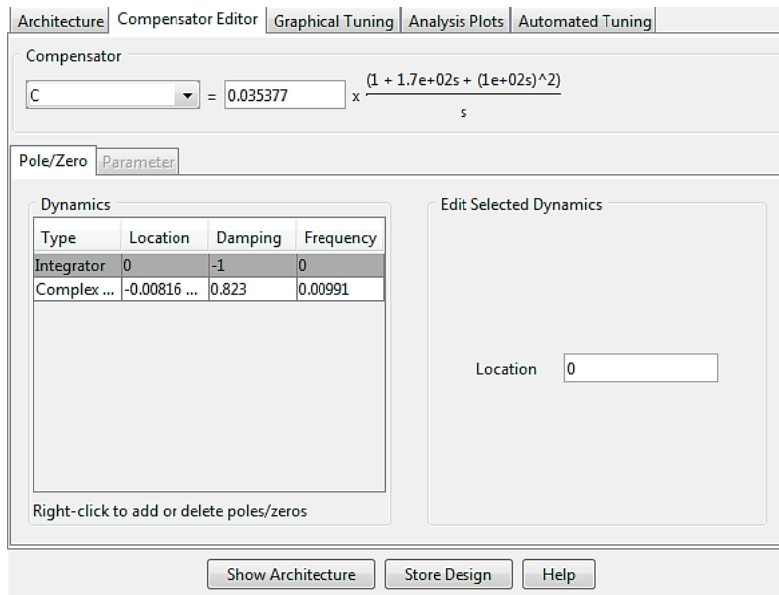 Architecture Compensator Editor Graphical Tuning Analysis Plots Automated Tuning
Compensator
C = 0.035377 x (1 + 1.7e+02s + (1e+02s)^2)
s
Pole/Zero Parameter
Dynamics
Type Location Damping Frequency
Integrator 0 -1 0
Complex ... -0.00816 ... 0.823 0.00991
Right-click to add or delete poles/zeros
Edit Selected Dynamics
Location 0
Show Architecture Store Design Help